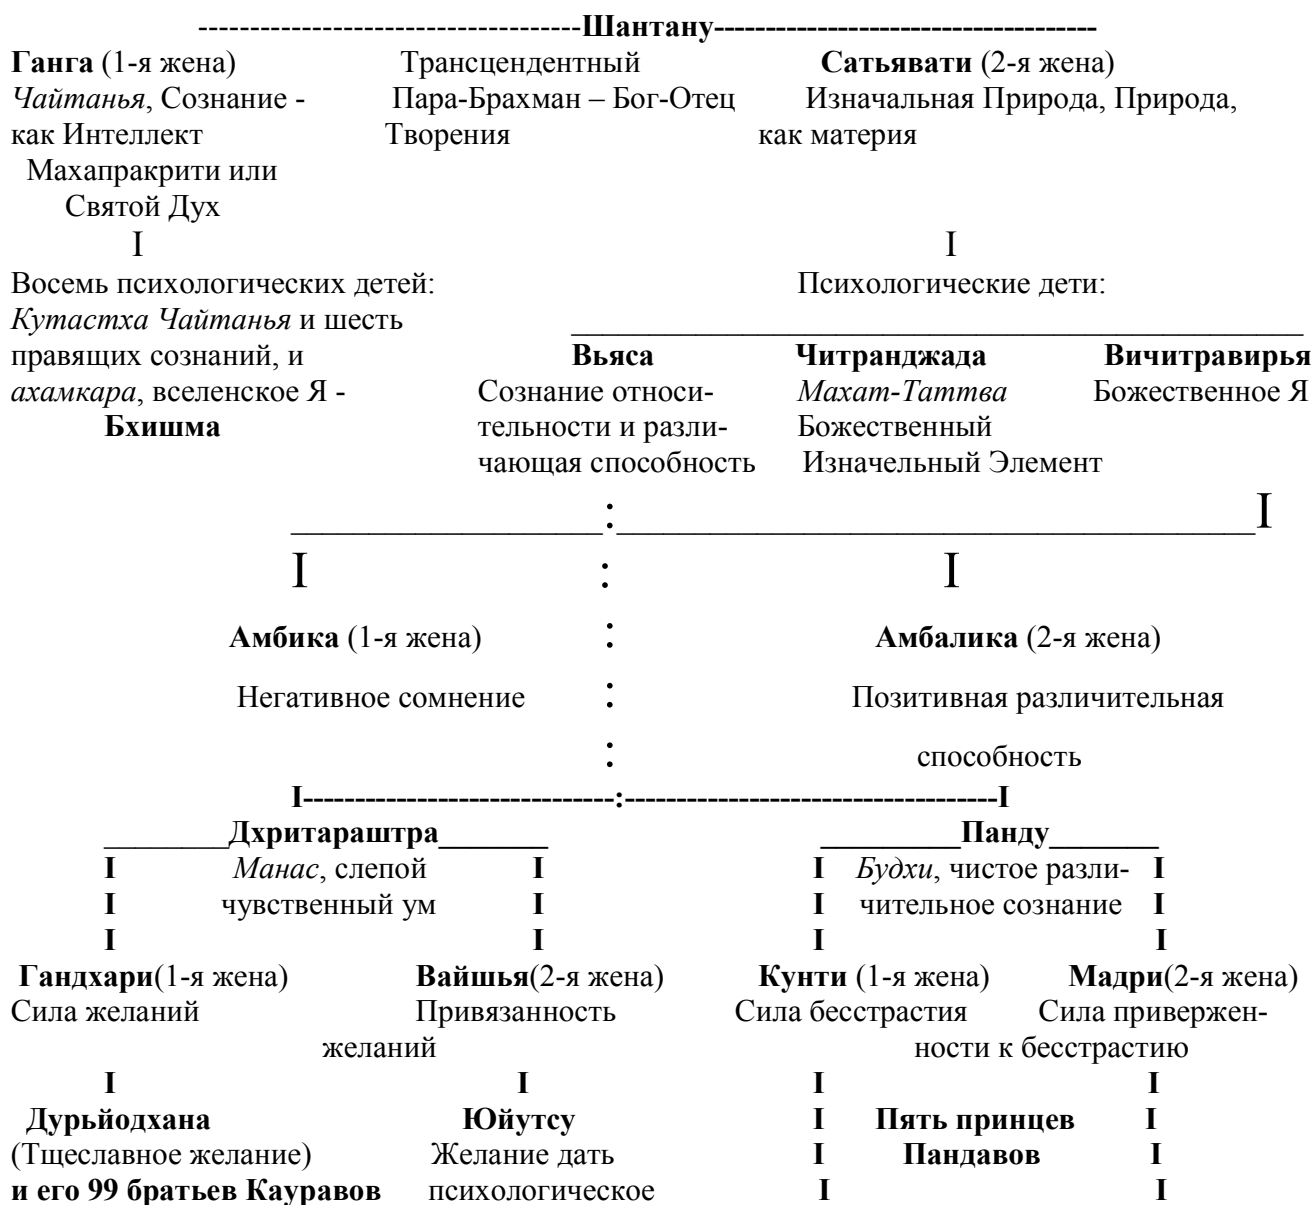 ------------------------------------Шантану------------------------------------
Ганга (1-я жена) Трансцендентный Сатьявати (2-я жена)
Чайтанья, Сознание - Пара-Брахман – Бог-Отец Изначальная Природа, Природа,
как Интеллект Творения как материя
Махапракрити или
Святой Дух
I I
Восемь психологических детей: Психологические дети:
Кутастха Чайтанья и шесть
правящих сознаний, и Вьяса Читранджада Вичитравирья
ахамкара, вселенское Я - Сознание относи- Махат-Таттва Божественное Я
Бхишма тельности и разли- Божественный
чающая способность Изначельный Элемент
: I
I : I
Амбика (1-я жена) : Амбалика (2-я жена)
Негативное сомнение : Позитивная различительная
: способность
I------------------------------:------------------------------------I
Дхритараштра Панду
I Манас, слепой I I Будхи, чистое разли- I
I чувственный ум I I чительное сознание I
I I I I
Гандхари(1-я жена) Вайшья(2-я жена) Кунти (1-я жена) Мадри(2-я жена)
Сила желаний Привязанность Сила бесстрастия Сила привержен-
желаний ности к бесстрастию
I I I I
Дурьйодхана Юйутсу I Пять принцев I
(Тщеславное желание) Желание дать I Пандавов I
и его 99 братьев Кауравов психологическое I I